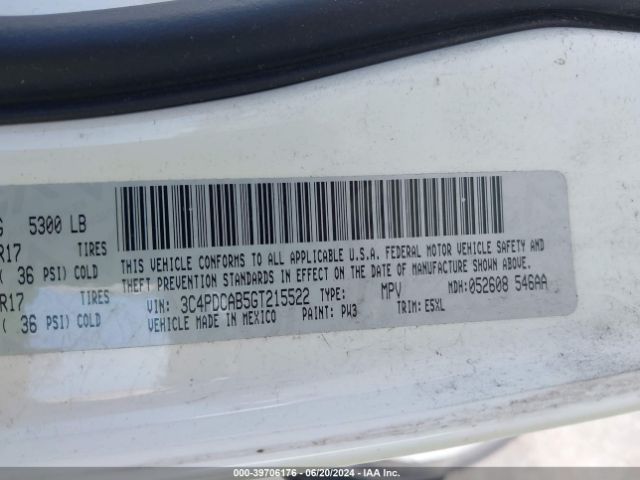 G 5300 LB
R17 TIRES
( 36 PSI) COLD
R17 TIRES
( 36 PSI) COLD
THIS VEHICLE CONFORMS TO ALL APPLICABLE U.S.A. FEDERAL MOTOR VEHICLE SAFETY AND
THEFT PREVENTION STANDARDS IN EFFECT ON THE DATE OF MANUFACTURE SHOWN ABOVE.
VIN: 3C4PDCAB5GT215522 TYPE: MPV MDH:052608 546AA
VEHICLE MADE IN MEXICO PAINT: PW3 TRIM: E5XL
000-39706176 - 06/20/2024 - IAA Inc.